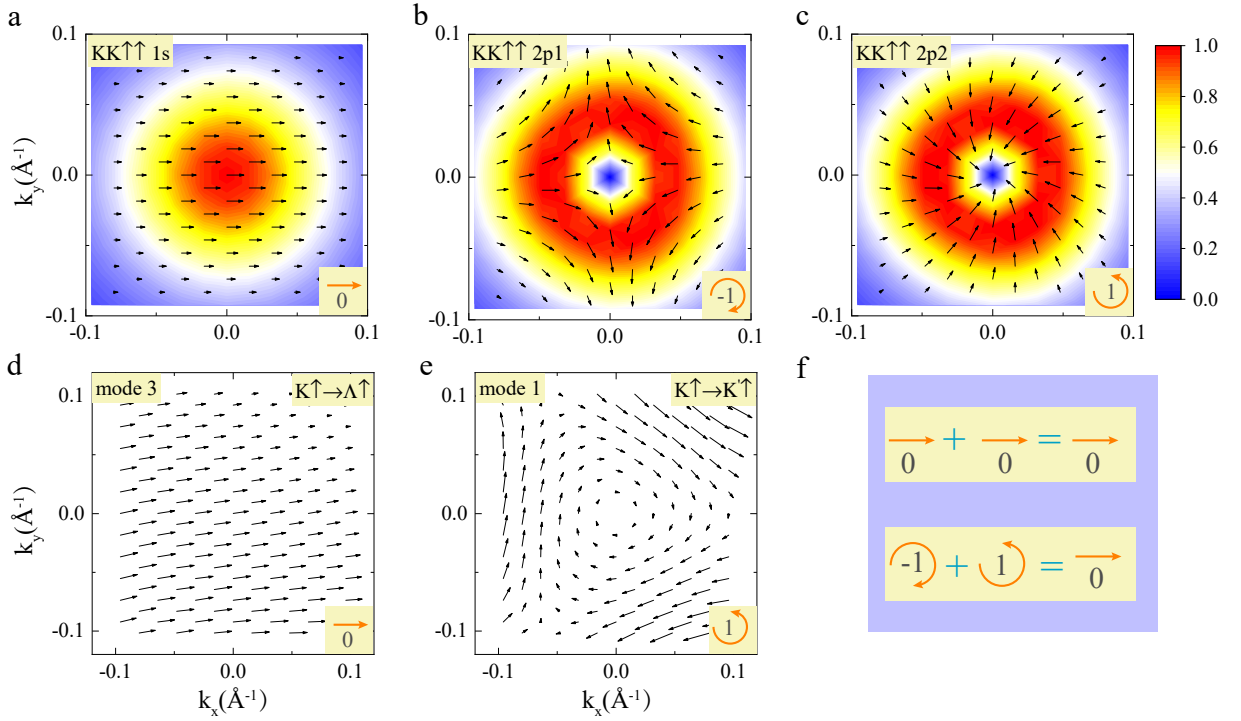 a
b
c
KK↑↑ 1s
KK↑↑ 2p1
KK↑↑ 2p2
0.1
0.0
-0.1
k_y(Å⁻¹)
-0.1 0.0 0.1
0
0.1
0.0
-0.1
-0.1 0.0 0.1
-1
0.1
0.0
-0.1
-0.1 0.0 0.1
1
1.0
0.8
0.6
0.4
0.2
0.0
d
e
f
mode 3
K↑→Λ↑
mode 1
K↑→K'↑
0.1
0.0
-0.1
k_y(Å⁻¹)
-0.1 0.0 0.1
k_x(Å⁻¹)
0
0.1
0.0
-0.1
k_y(Å⁻¹)
-0.1 0.0 0.1
k_x(Å⁻¹)
1
0 + 0 = 0
-1 + 1 = 0